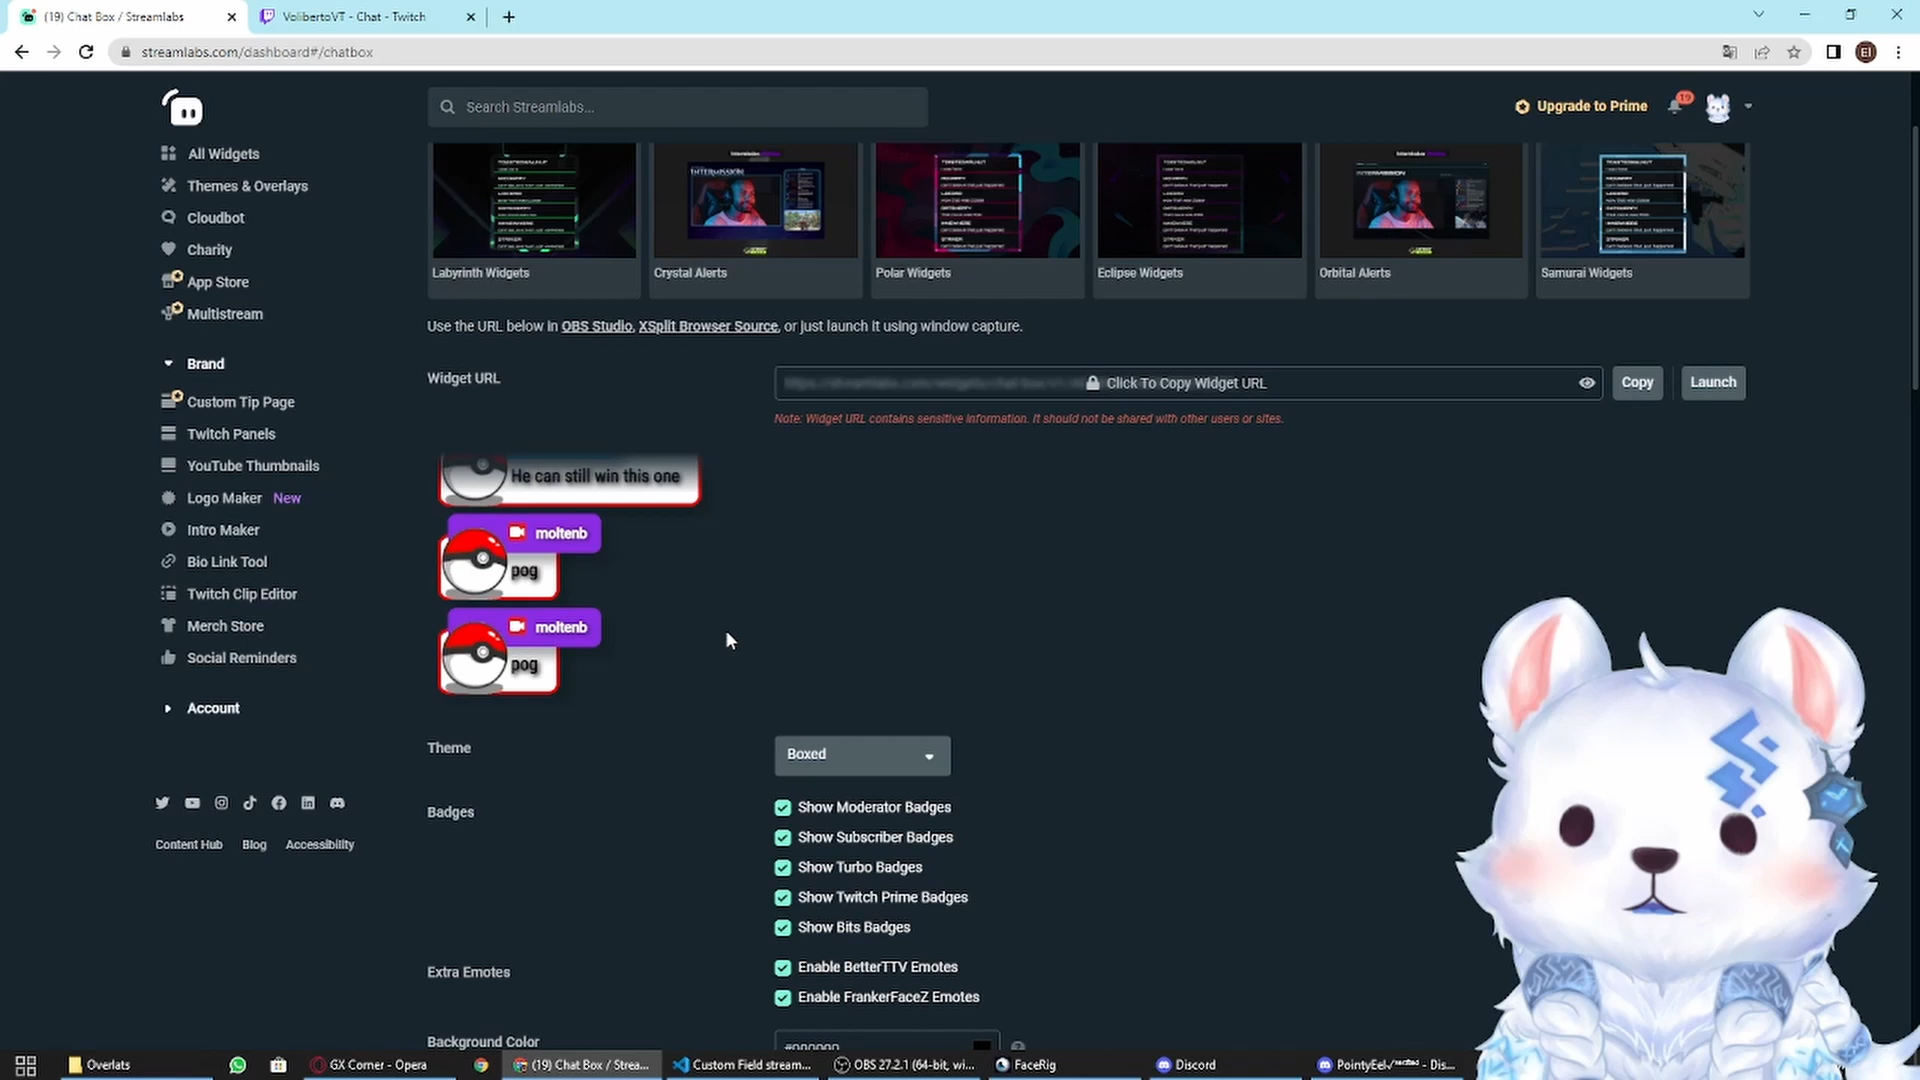 (19) Chat Box / Streamlabs
VolibertoVT - Chat - Twitch
streamlabs.com/dashboard#/chatbox
EI
Search Streamlabs...
Upgrade to Prime
19
All Widgets
Themes & Overlays
Cloudbot
Charity
App Store
Multistream
Brand
Custom Tip Page
Twitch Panels
YouTube Thumbnails
Logo Maker New
Intro Maker
Bio Link Tool
Twitch Clip Editor
Merch Store
Social Reminders
Account
Content Hub
Blog
Accessibility
INTERMISSION
INTERMISSION
Labyrinth Widgets
Crystal Alerts
Polar Widgets
Eclipse Widgets
Orbital Alerts
Samurai Widgets
Use the URL below in OBS Studio, XSplit Browser Source, or just launch it using window capture.
Widget URL
Click To Copy Widget URL
Copy
Launch
Note: Widget URL contains sensitive information. It should not be shared with other users or sites.
He can still win this one
moltenb
pog
moltenb
pog
Theme
Boxed
Badges
Show Moderator Badges
Show Subscriber Badges
Show Turbo Badges
Show Twitch Prime Badges
Show Bits Badges
Extra Emotes
Enable BetterTTV Emotes
Enable FrankerFaceZ Emotes
Background Color
Overlats
GX Corner - Opera
(19) Chat Box / Strea...
Custom Field stream...
OBS 27.2.1 (64-bit, wi...
FaceRig
Discord